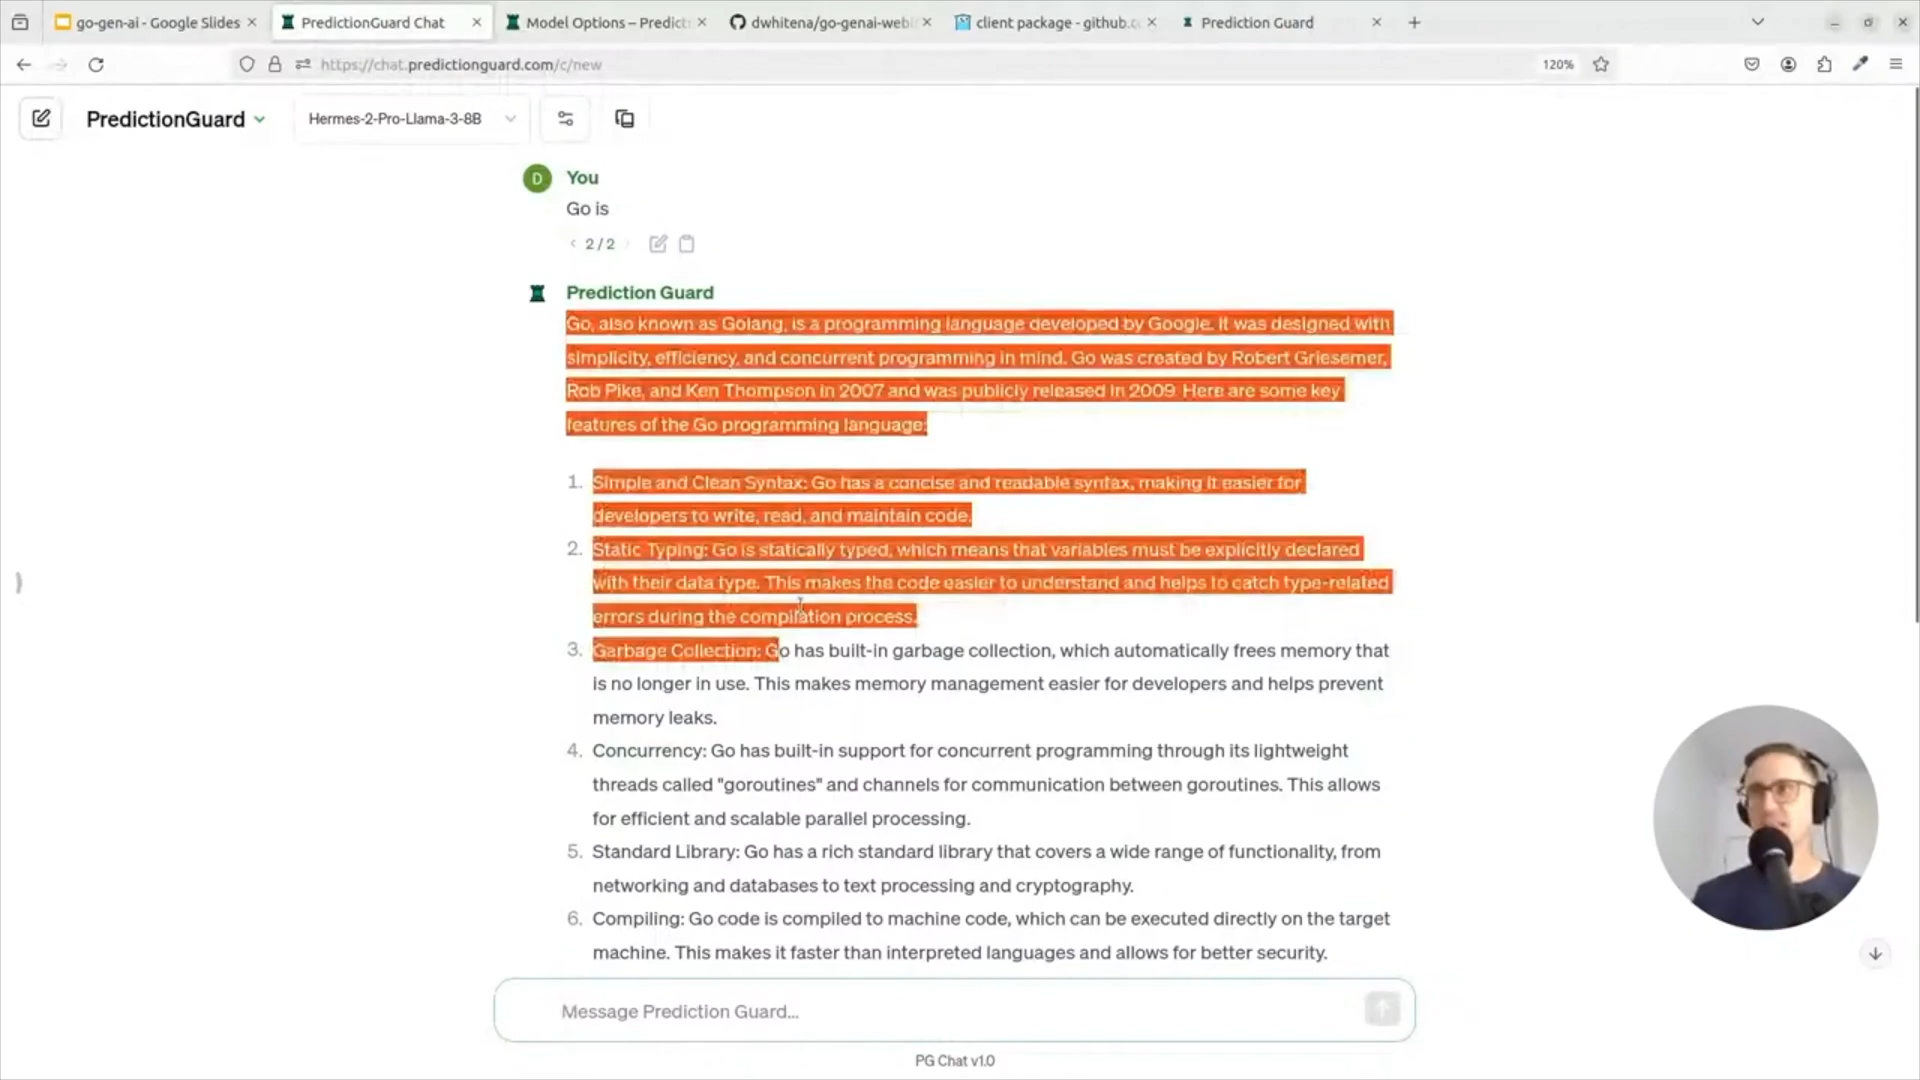 go-gen-ai - Google Slides
PredictionGuard Chat
Model Options – Predict
dwhitena/go-genai-webi
client package - github.c
Prediction Guard
https://chat.predictionguard.com/c/new
120%
PredictionGuard
Hermes-2-Pro-Llama-3-8B
D
You
Go is
2 / 2
Prediction Guard
Go, also known as Golang, is a programming language developed by Google. It was designed with
simplicity, efficiency, and concurrent programming in mind. Go was created by Robert Griesemer,
Rob Pike, and Ken Thompson in 2007 and was publicly released in 2009. Here are some key
features of the Go programming language:
1. Simple and Clean Syntax: Go has a concise and readable syntax, making it easier for
developers to write, read, and maintain code.
2. Static Typing: Go is statically typed, which means that variables must be explicitly declared
with their data type. This makes the code easier to understand and helps to catch type-related
errors during the compilation process.
3. Garbage Collection: Go has built-in garbage collection, which automatically frees memory that
is no longer in use. This makes memory management easier for developers and helps prevent
memory leaks.
4. Concurrency: Go has built-in support for concurrent programming through its lightweight
threads called "goroutines" and channels for communication between goroutines. This allows
for efficient and scalable parallel processing.
5. Standard Library: Go has a rich standard library that covers a wide range of functionality, from
networking and databases to text processing and cryptography.
6. Compiling: Go code is compiled to machine code, which can be executed directly on the target
machine. This makes it faster than interpreted languages and allows for better security.
Message Prediction Guard...
PG Chat v1.0